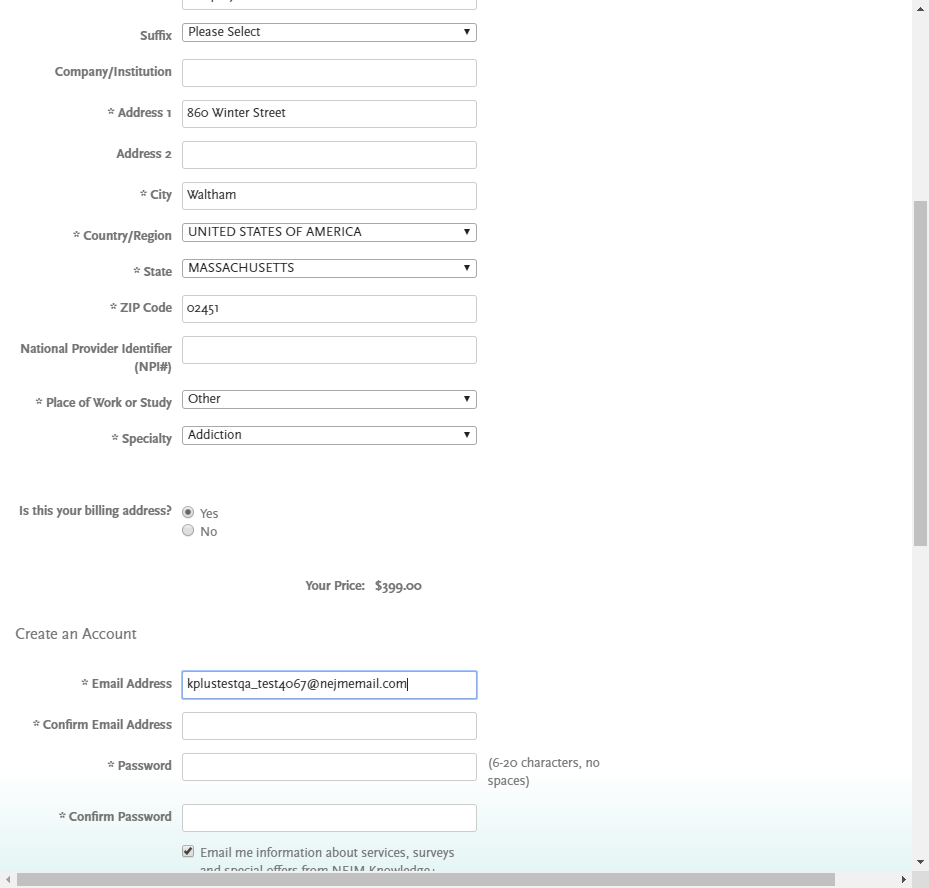 Suffix Please Select
Company/Institution
* Address 1 860 Winter Street
Address 2
* City Waltham
* Country/Region UNITED STATES OF AMERICA
* State MASSACHUSETTS
* ZIP Code 02451
National Provider Identifier
(NPI#)
* Place of Work or Study Other
* Specialty Addiction
Is this your billing address? Yes
No
Your Price: $399.00
Create an Account
* Email Address kplustestqa_test4067@nejmemail.com
* Confirm Email Address
* Password (6-20 characters, no
spaces)
* Confirm Password
Email me information about services, surveys
and special offers from NEJM Knowledge+